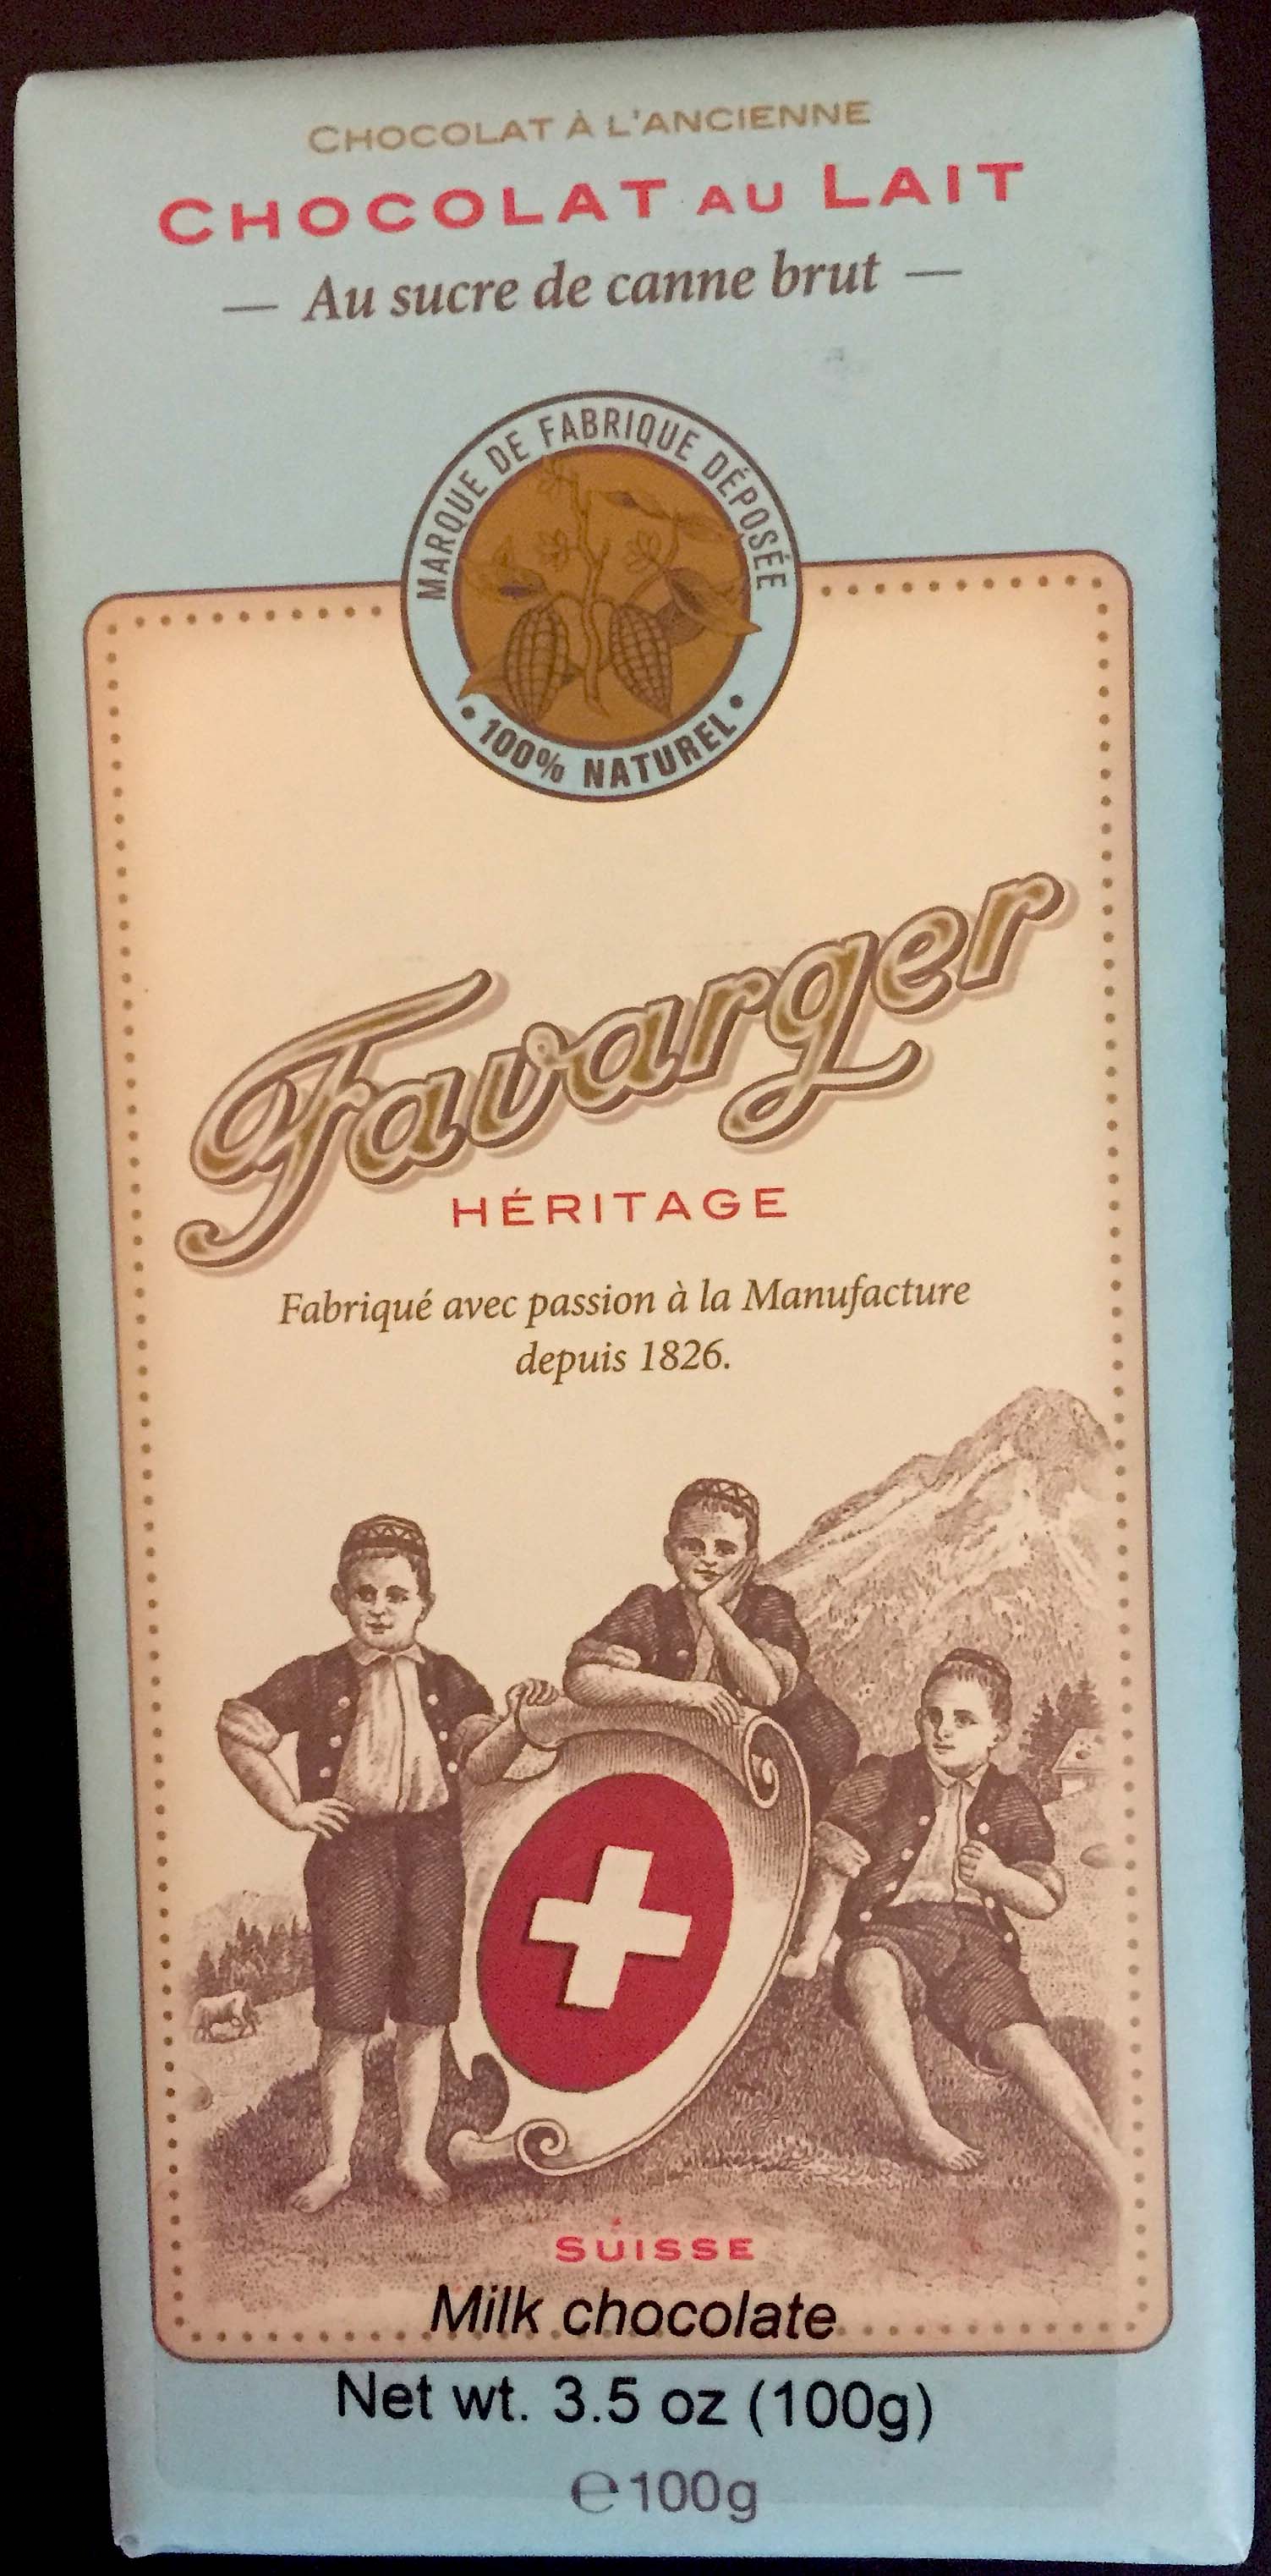 CHOCOLAT À L'ANCIENNE
CHOCOLAT AU LAIT
— Au sucre de canne brut —
MARQUE DE FABRIQUE DÉPOSÉE
• 100% NATUREL •
Favarger
HÉRITAGE
Fabriqué avec passion à la Manufacture
depuis 1826.
SUISSE
Milk chocolate
Net wt. 3.5 oz (100g)
℮100g